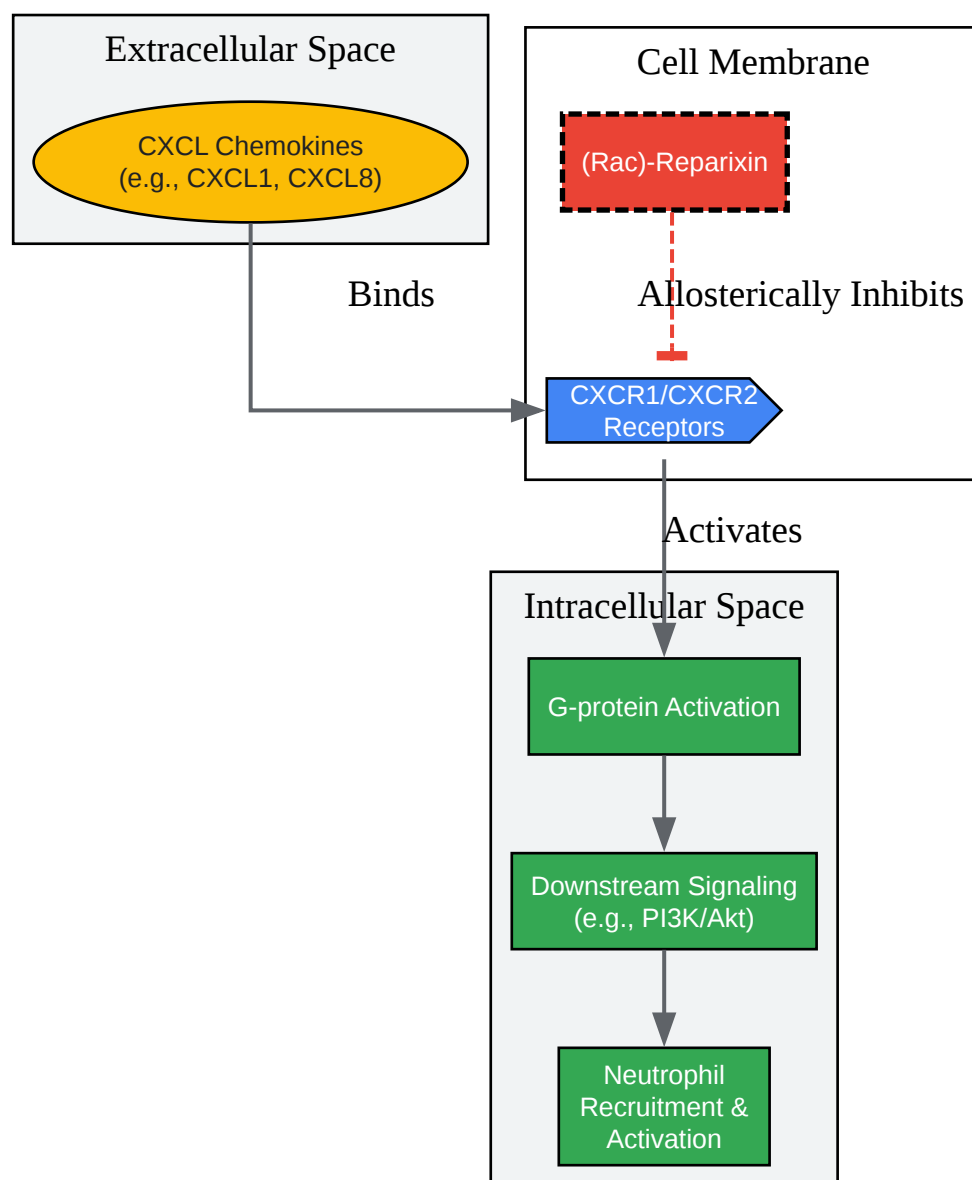 Extracellular Space
CXCL Chemokines
(e.g., CXCL1, CXCL8)
Cell Membrane
(Rac)-Reparixin
Binds
Allosterically Inhibits
CXCR1/CXCR2
Receptors
Activates
Intracellular Space
G-protein Activation
Downstream Signaling
(e.g., PI3K/Akt)
Neutrophil
Recruitment &
Activation